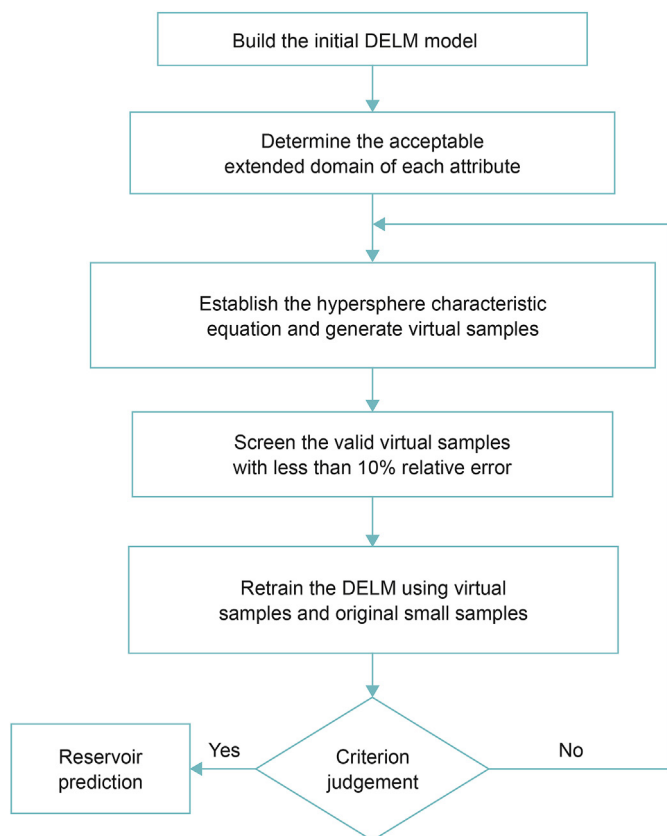 Build the initial DELM model
Determine the acceptable
extended domain of each attribute
Establish the hypersphere characteristic
equation and generate virtual samples
Screen the valid virtual samples
with less than 10% relative error
Retrain the DELM using virtual
samples and original small samples
Reservoir
prediction
Yes
Criterion
judgement
No